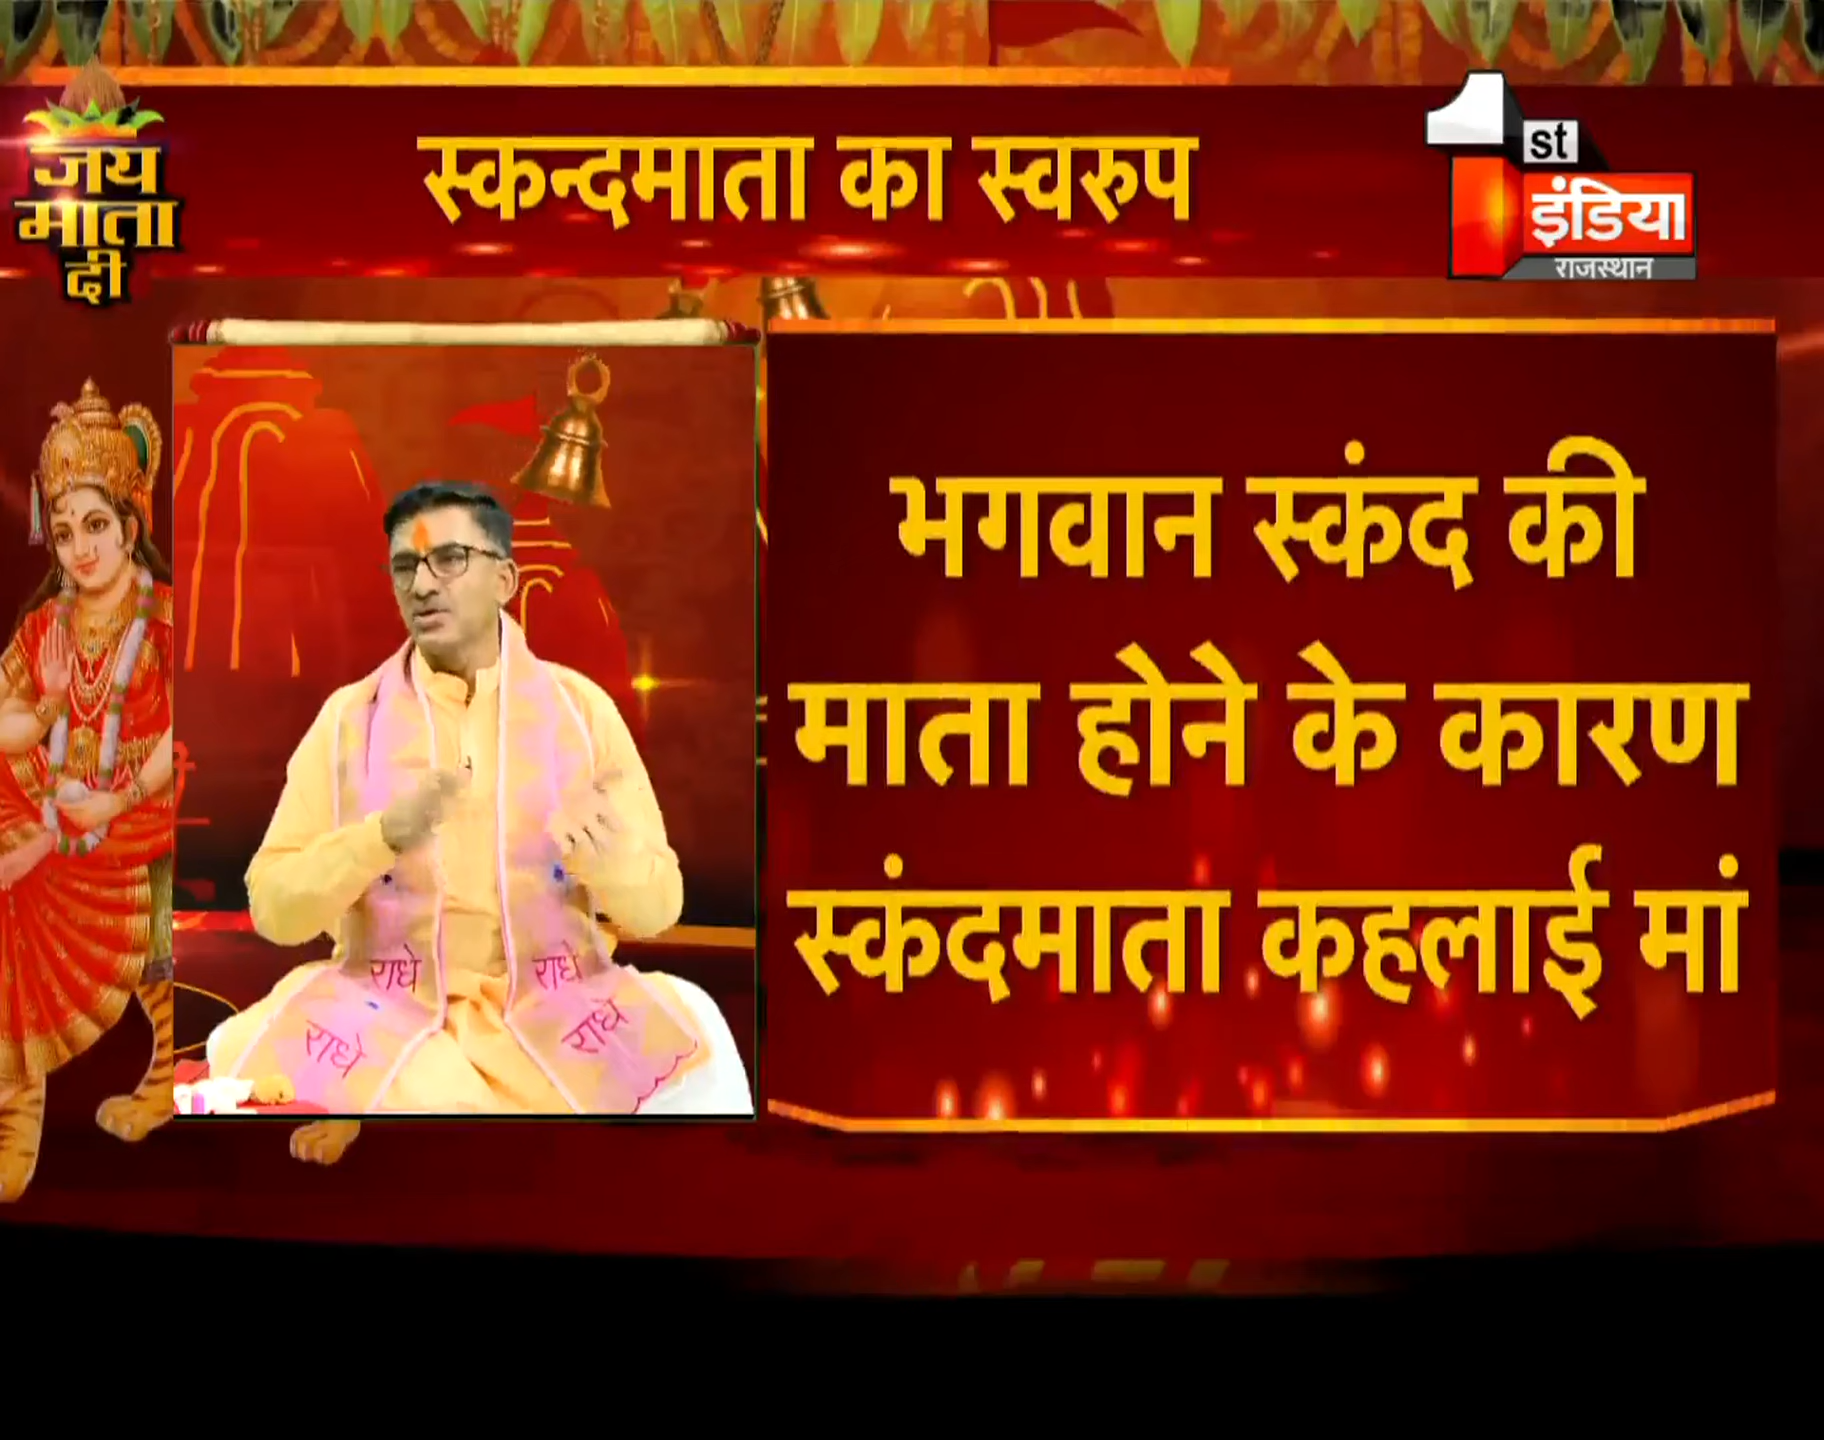 जय
माता
दी
स्कन्दमाता का स्वरुप
1st
इंडिया
राजस्थान
भगवान स्कंद की
माता होने के कारण
स्कंदमाता कहलाई मां
राधे
राधे
राधे
राधे